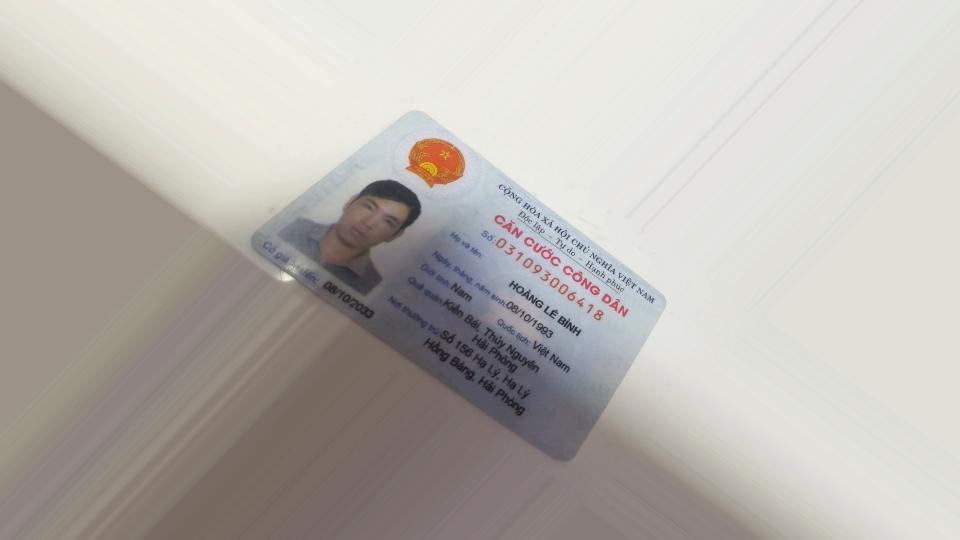 CỘNG HÒA XÃ HỘI CHỦ NGHĨA VIỆT NAM
Độc lập - Tự do - Hạnh phúc
CĂN CƯỚC CÔNG DÂN
Số: 031093006418
Họ và tên:
HOÀNG LÊ BÌNH
Ngày, tháng, năm sinh: 08/10/1993
Giới tính: Nam Quốc tịch: Việt Nam
Quê quán: Kiền Bái, Thủy Nguyên
Hải Phòng
Nơi thường trú: Số 156 Hạ Lý, Hạ Lý
Hồng Bàng, Hải Phòng
Có giá trị đến: 08/10/2033